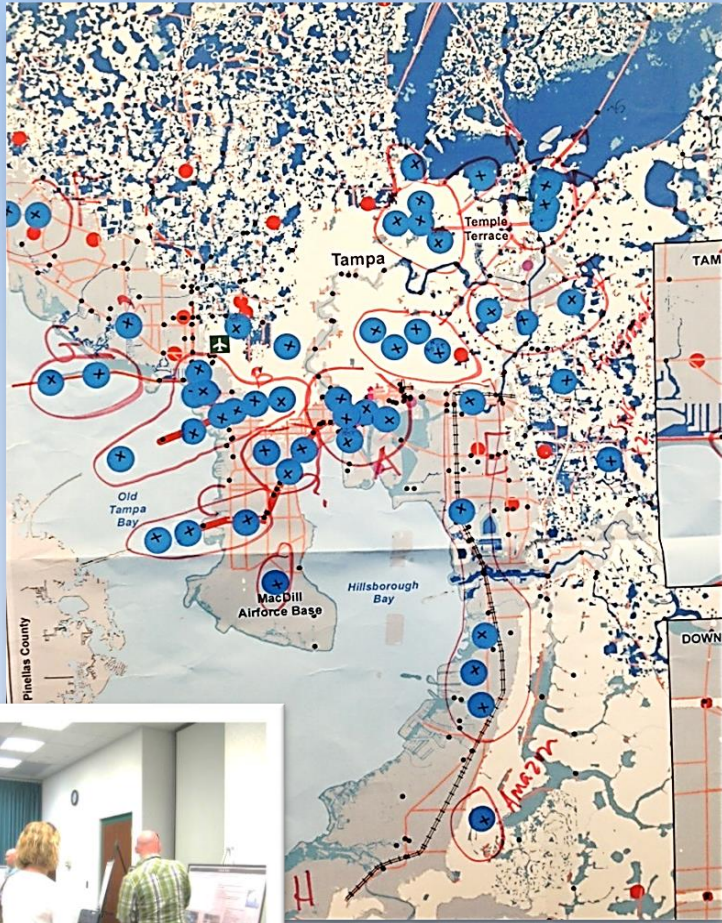 Temple
Terrace
Tampa
TAM
Old
Tampa
Bay
Hillsborough
Bay
MacDill
Airforce Base
Pinellas County
DOWN
Amazon
A
H